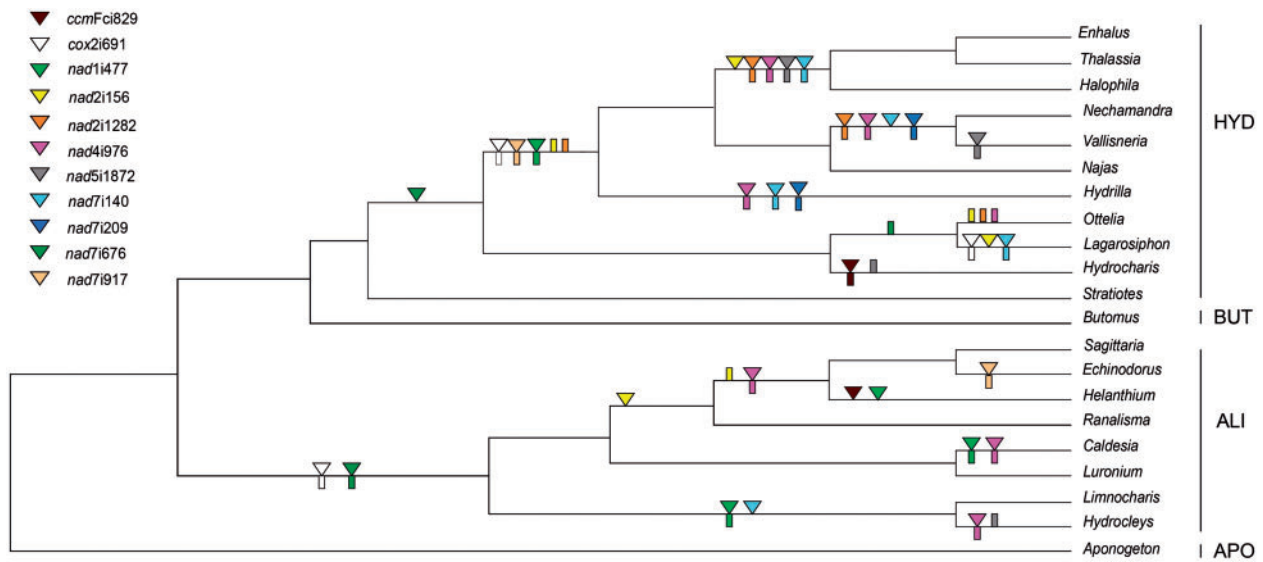 ccmFci829
cox2i691
nad1i477
nad2i156
nad2i1282
nad4i976
nad5i1872
nad7i140
nad7i209
nad7i676
nad7i917
Enhalus
Thalassia
Halophila
Nechamandra
Vallisneria
Najas
Hydrilla
Ottelia
Lagarosiphon
Hydrocharis
Stratiotes
Butomus
Sagittaria
Echinodorus
Helanthium
Ranalisma
Caldesia
Luronium
Limnocharis
Hydrocleys
Aponogeton
HYD
BUT
ALI
APO